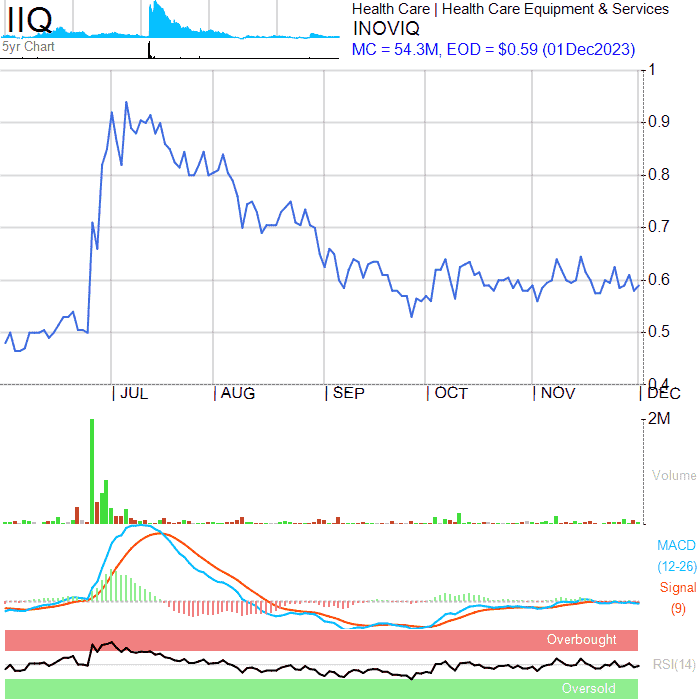 IIQ
5yr Chart
Health Care | Health Care Equipment & Services
INOVIQ
MC = 54.3M, EOD = $0.59 (01Dec2023)
1
0.9
0.8
0.7
0.6
0.5
0.4
| JUL | AUG | SEP | OCT | NOV | DEC
2M
Volume
MACD
(12-26)
Signal
(9)
Overbought
RSI(14)
Oversold